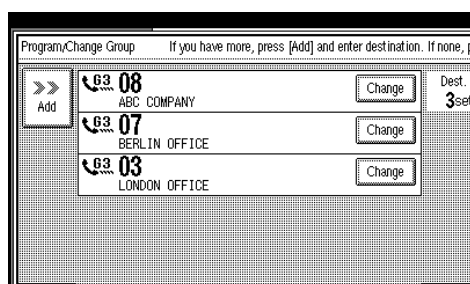 Program/Change Group If you have more, press [Add] and enter destination. If none, p
>> Add
G3 08 Change Dest.
ABC COMPANY 3set
G3 07 Change
BERLIN OFFICE
G3 03 Change
LONDON OFFICE